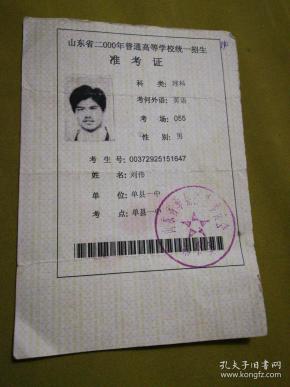 山东省二000年普通高等学校统一招生
准考证
科 类: 理科
考何外语: 英语
考 场: 055
性 别: 男
考 生 号: 00372925151647
姓 名: 刘伟
单 位: 单县一中
考 点: 单县一中
孔夫子旧书网
kongfz.com